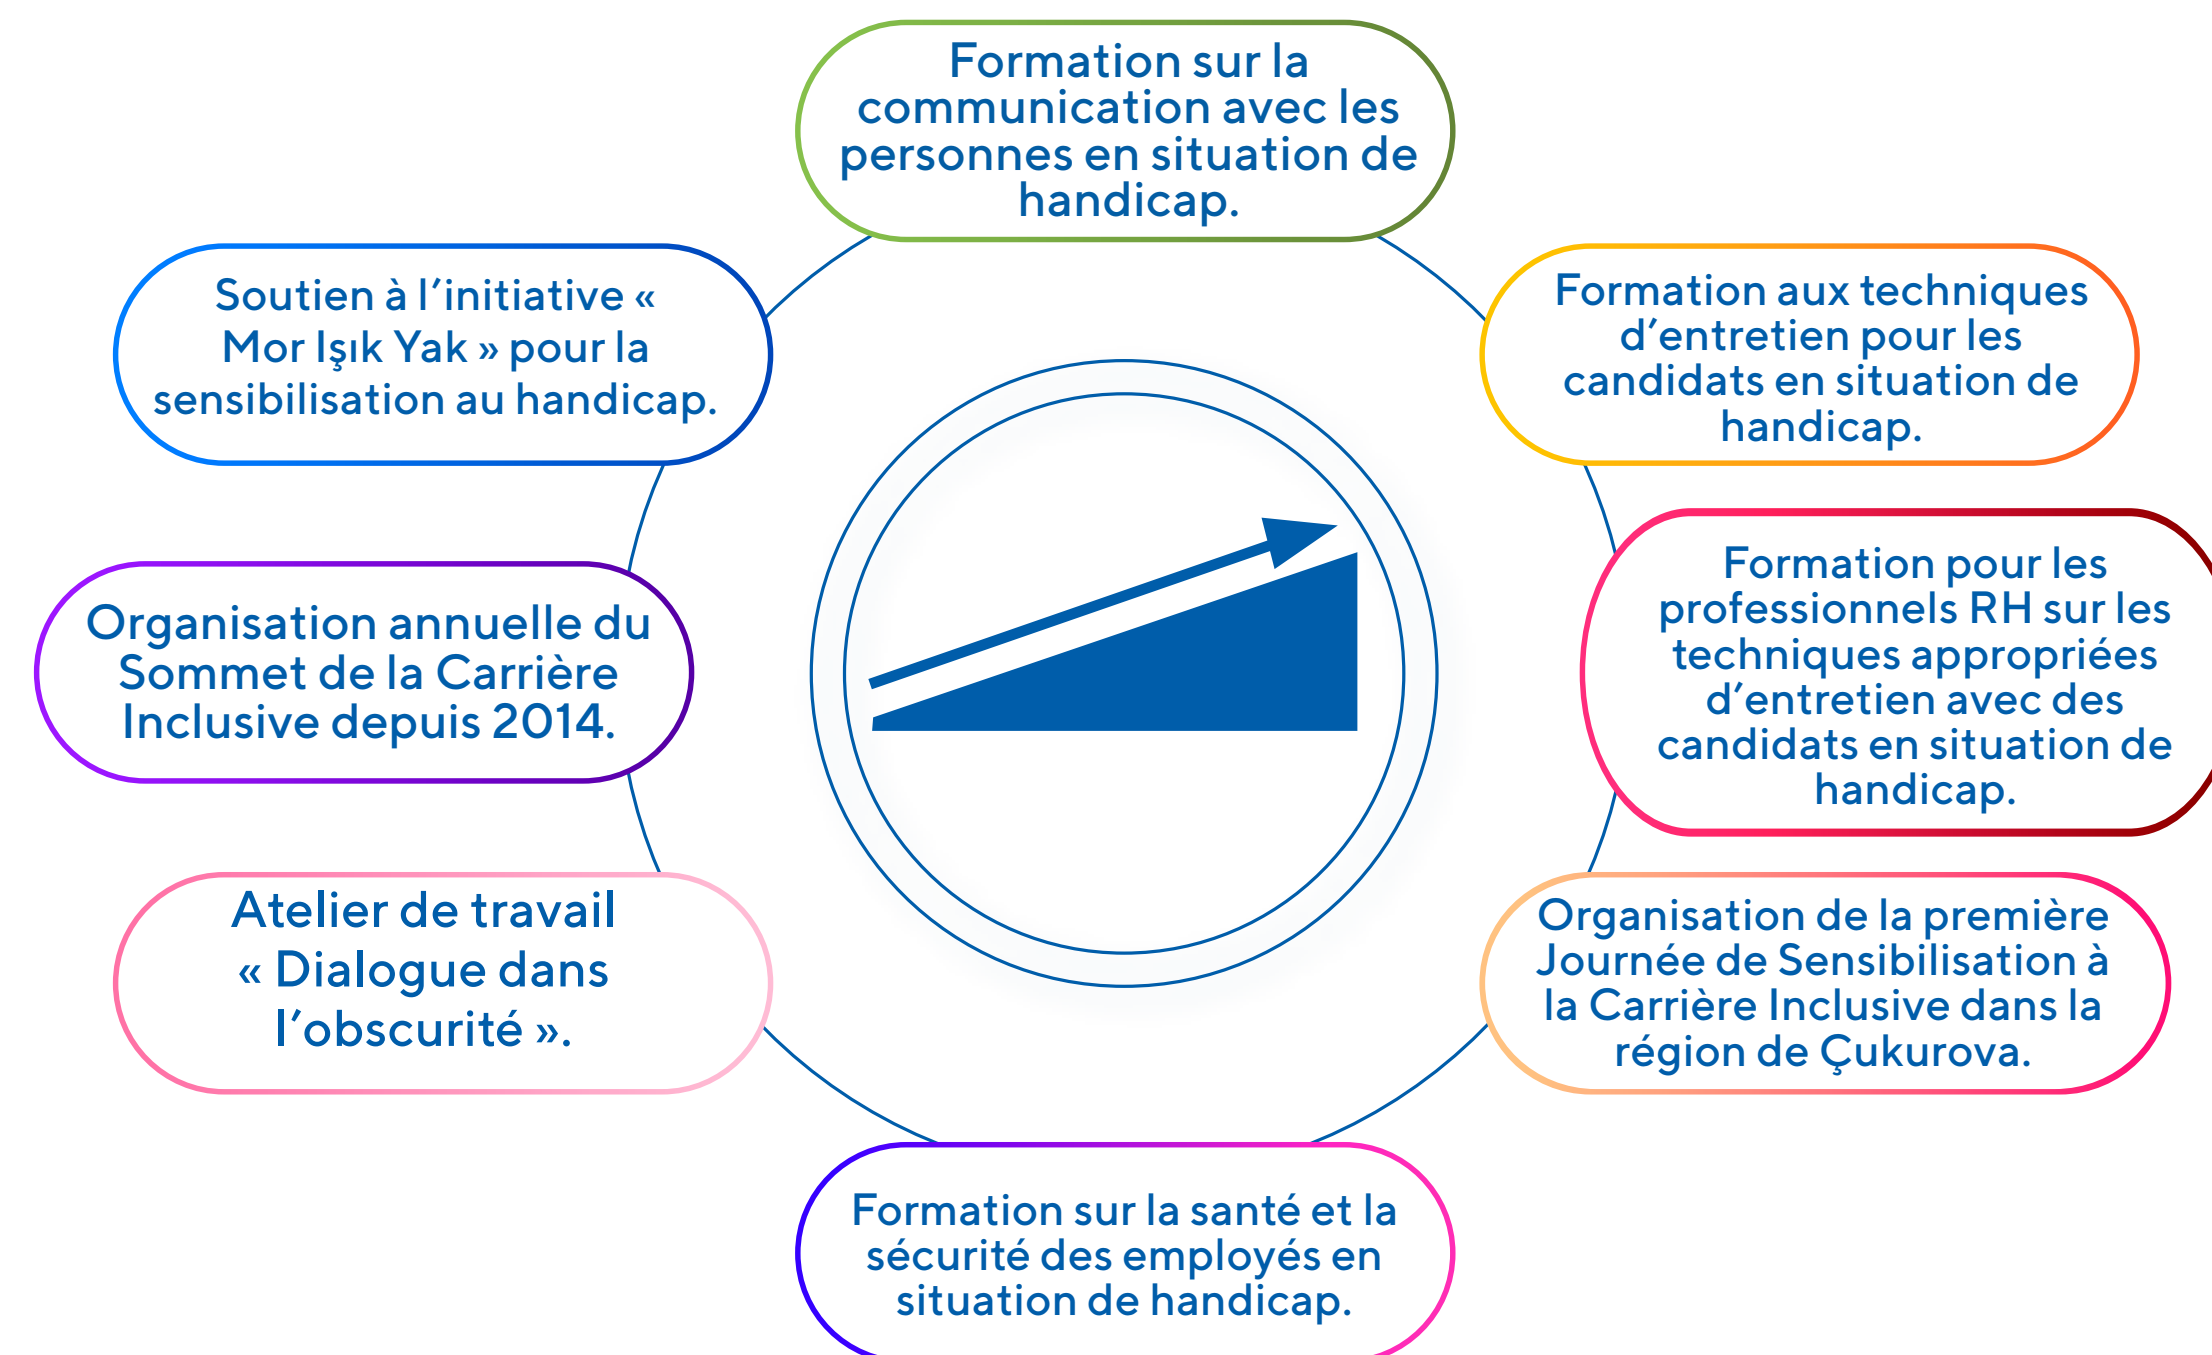 Formation sur la
communication avec les
personnes en situation de
handicap.
Soutien à l’initiative «
Mor Işık Yak » pour la
sensibilisation au handicap.
Formation aux techniques
d’entretien pour les
candidats en situation de
handicap.
Organisation annuelle du
Sommet de la Carrière
Inclusive depuis 2014.
Formation pour les
professionnels RH sur les
techniques appropriées
d’entretien avec des
candidats en situation de
handicap.
Atelier de travail
« Dialogue dans
l’obscurité ».
Organisation de la première
Journée de Sensibilisation à
la Carrière Inclusive dans la
région de Çukurova.
Formation sur la santé et la
sécurité des employés en
situation de handicap.